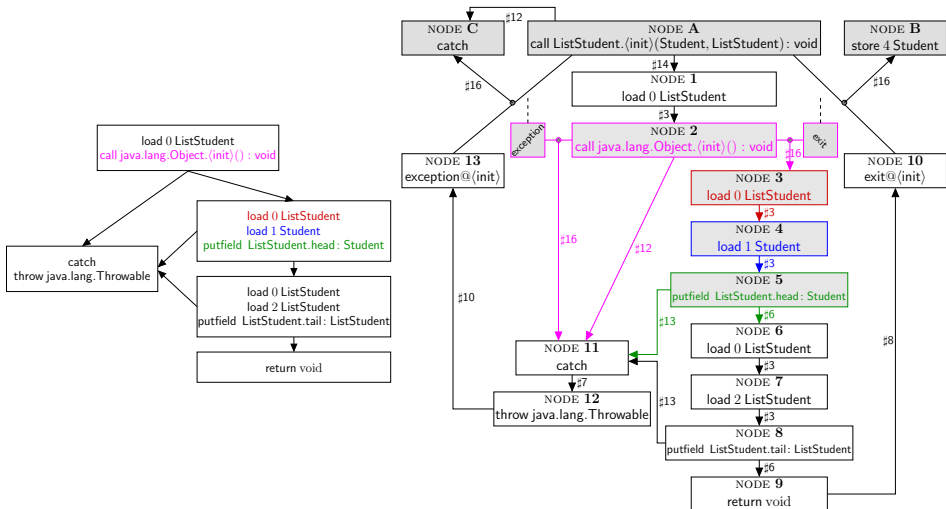 load 0 ListStudent
call java.lang.Object.⟨init⟩() : void
load 0 ListStudent
load 1 Student
putfield ListStudent.head: Student
catch
throw java.lang.Throwable
load 0 ListStudent
load 2 ListStudent
putfield ListStudent.tail: ListStudent
return void
NODE C
catch
♯12
NODE A
call ListStudent.⟨init⟩(Student, ListStudent) : void
NODE B
store 4 Student
♯14
♯16
♯16
NODE 1
load 0 ListStudent
♯3
exception
NODE 2
call java.lang.Object.⟨init⟩() : void
exit
♯16
NODE 13
exception@⟨init⟩
NODE 10
exit@⟨init⟩
NODE 3
load 0 ListStudent
♯3
NODE 4
load 1 Student
♯16
♯12
♯3
NODE 5
putfield ListStudent.head: Student
♯10
♯13
♯6
NODE 6
load 0 ListStudent
♯8
NODE 11
catch
♯3
♯7
NODE 7
load 2 ListStudent
NODE 12
throw java.lang.Throwable
♯13
♯3
NODE 8
putfield ListStudent.tail: ListStudent
♯6
NODE 9
return void